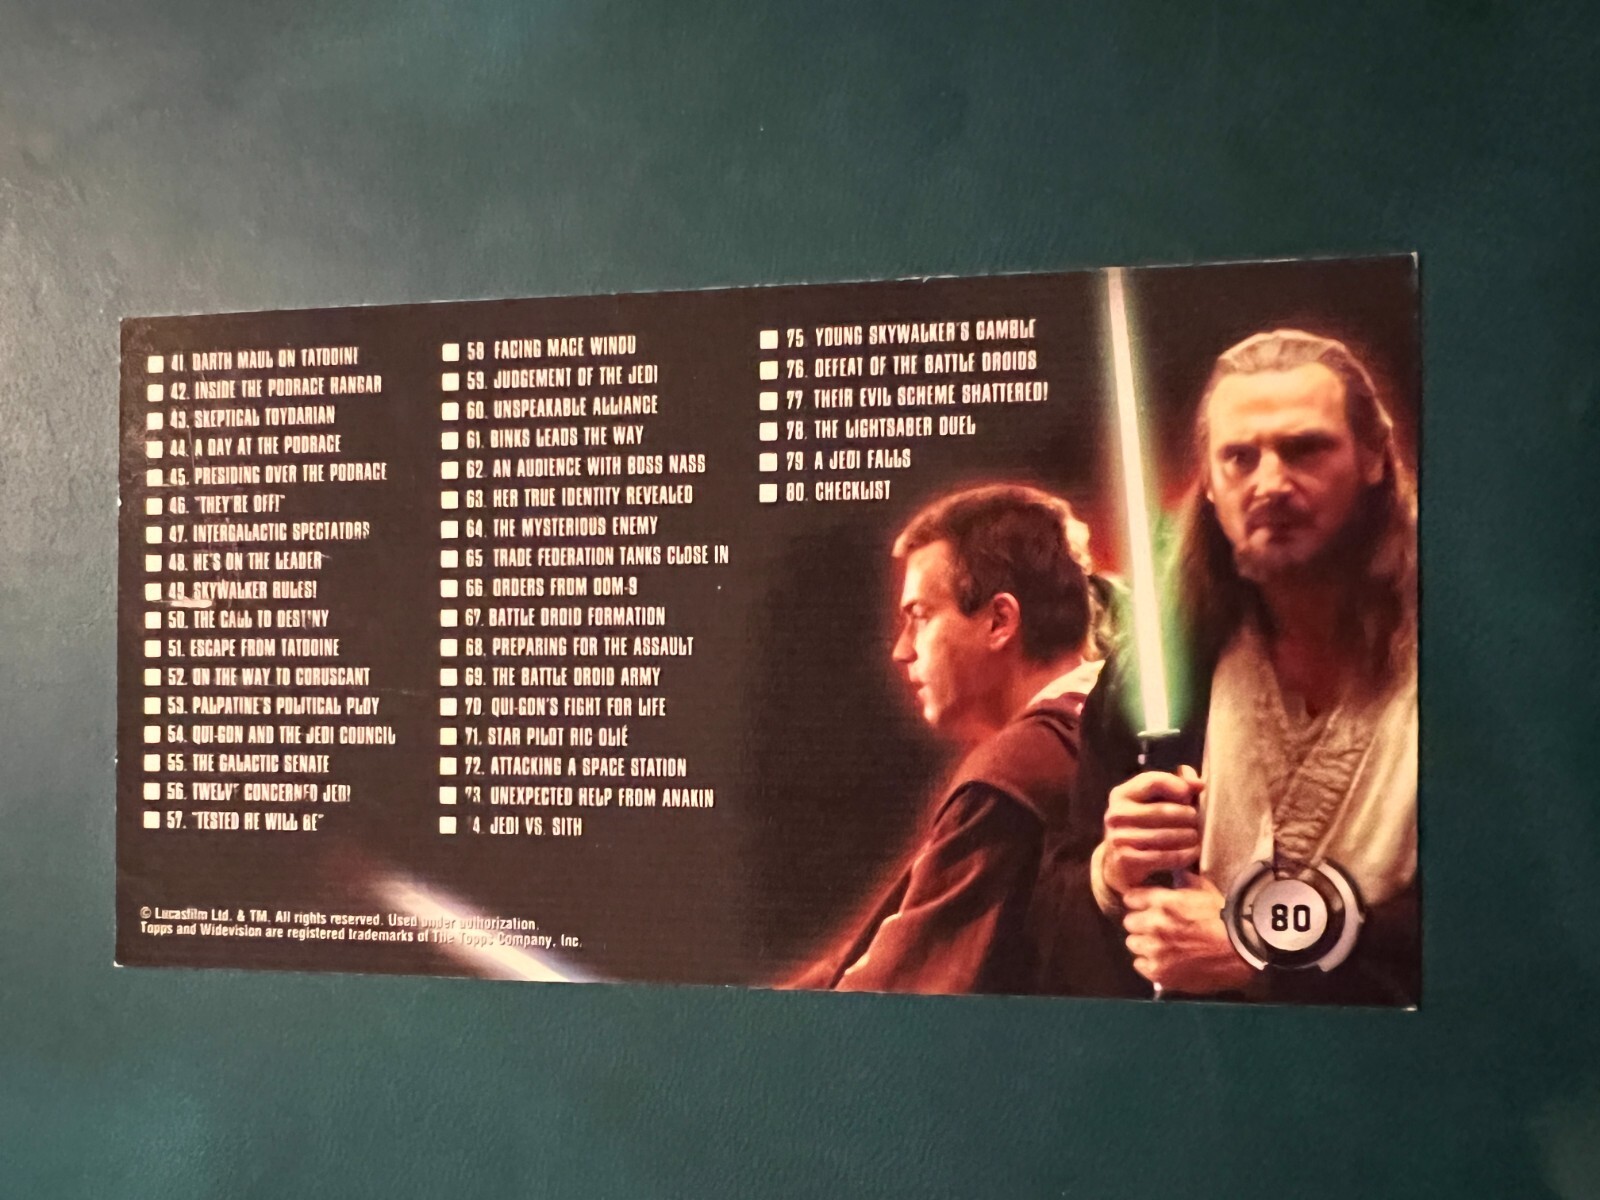 41. DARTH MAUL ON TATOOINE
42. INSIDE THE PODRACE HANGAR
43. SKEPTICAL TOYDARIAN
44. A DAY AT THE PODRACE
45. PRESIDING OVER THE PODRACE
46. "THEY'RE OFF!"
47. INTERGALACTIC SPECTATORS
48. HE'S ON THE LEADER
49. SKYWALKER RULES!
50. THE CALL TO DESTINY
51. ESCAPE FROM TATOOINE
52. ON THE WAY TO CORUSCANT
53. PALPATINE'S POLITICAL PLOY
54. QUI-GON AND THE JEDI COUNCIL
55. THE GALACTIC SENATE
56. TWELVE CONCERNED JEDI
57. "TESTED HE WILL BE"
58 FACING MACE WINDU
59. JUDGEMENT OF THE JEDI
60. UNSPEAKABLE ALLIANCE
61. BINKS LEADS THE WAY
62. AN AUDIENCE WITH BOSS NASS
63. HER TRUE IDENTITY REVEALED
64. THE MYSTERIOUS ENEMY
65 TRADE FEDERATION TANKS CLOSE IN
66. ORDERS FROM OOM-9
67. BATTLE DROID FORMATION
68. PREPARING FOR THE ASSAULT
69. THE BATTLE DROID ARMY
70. QUI-GON'S FIGHT FOR LIFE
71. STAR PILOT RIC OLIÉ
72. ATTACKING A SPACE STATION
73 UNEXPECTED HELP FROM ANAKIN
4. JEDI VS. SITH
75 YOUNG SKYWALKER'S GAMBLE
76. DEFEAT OF THE BATTLE DROIDS
77 THEIR EVIL SCHEME SHATTERED!
78. THE LIGHTSABER DUEL
79. A JEDI FALLS
80. CHECKLIST
© Lucasfilm Ltd. & TM. All rights reserved. Used under authorization.
Topps and Widevision are registered trademarks of The Topps Company, Inc.
80